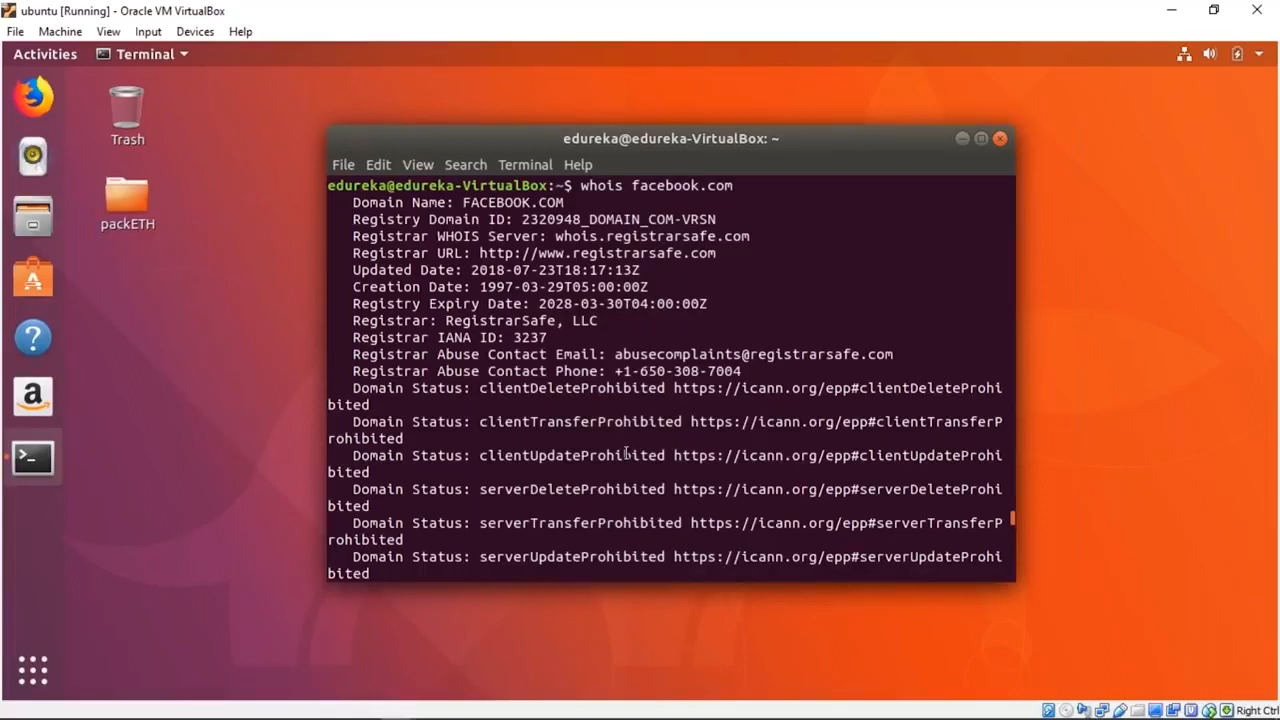 ubuntu [Running] - Oracle VM VirtualBox
File Machine View Input Devices Help
Activities Terminal
Trash
packETH
edureka@edureka-VirtualBox: ~
File Edit View Search Terminal Help
edureka@edureka-VirtualBox:~$ whois facebook.com
Domain Name: FACEBOOK.COM
Registry Domain ID: 2320948_DOMAIN_COM-VRSN
Registrar WHOIS Server: whois.registrarsafe.com
Registrar URL: http://www.registrarsafe.com
Updated Date: 2018-07-23T18:17:13Z
Creation Date: 1997-03-29T05:00:00Z
Registry Expiry Date: 2028-03-30T04:00:00Z
Registrar: RegistrarSafe, LLC
Registrar IANA ID: 3237
Registrar Abuse Contact Email: abusecomplaints@registrarsafe.com
Registrar Abuse Contact Phone: +1-650-308-7004
Domain Status: clientDeleteProhibited https://icann.org/epp#clientDeleteProhi
bited
Domain Status: clientTransferProhibited https://icann.org/epp#clientTransferP
rohibited
Domain Status: clientUpdateProhibited https://icann.org/epp#clientUpdateProhi
bited
Domain Status: serverDeleteProhibited https://icann.org/epp#serverDeleteProhi
bited
Domain Status: serverTransferProhibited https://icann.org/epp#serverTransferP
rohibited
Domain Status: serverUpdateProhibited https://icann.org/epp#serverUpdateProhi
bited
Right Ctrl